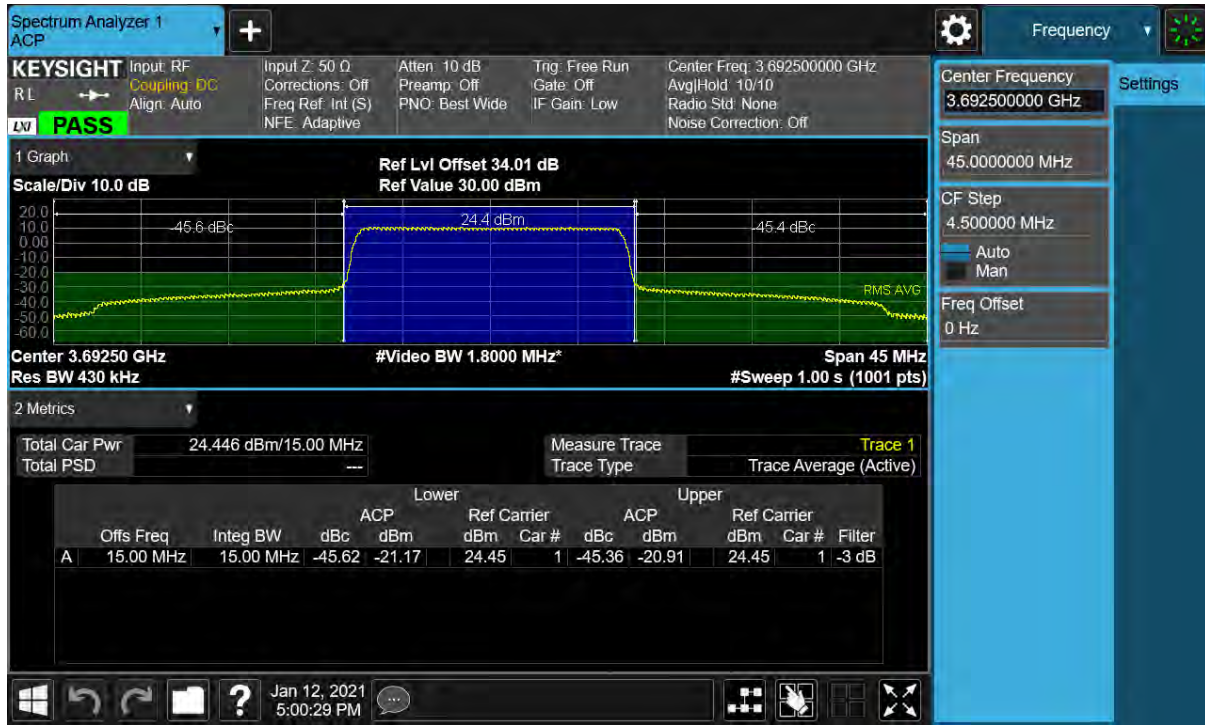 Spectrum Analyzer 1
ACP
+
Frequency
KEYSIGHT
Input: RF
Coupling: DC
Align: Auto
Input Z: 50 Ω
Corrections: Off
Freq Ref: Int (S)
NFE: Adaptive
Atten: 10 dB
Preamp: Off
PNO: Best Wide
Trig: Free Run
Gate: Off
IF Gain: Low
Center Freq: 3.692500000 GHz
Avg|Hold: 10/10
Radio Std: None
Noise Correction: Off
R L
LXI
PASS
Center Frequency
3.692500000 GHz
Settings
Span
45.0000000 MHz
CF Step
4.500000 MHz
Auto
Man
Freq Offset
0 Hz
1 Graph
Scale/Div 10.0 dB
Ref Lvl Offset 34.01 dB
Ref Value 30.00 dBm
20.0
10.0
0.00
-10.0
-20.0
-30.0
-40.0
-50.0
-60.0
-45.6 dBc
24.4 dBm
-45.4 dBc
RMS AVG
Center 3.69250 GHz
#Video BW 1.8000 MHz*
Span 45 MHz
Res BW 430 kHz
#Sweep 1.00 s (1001 pts)
2 Metrics
Total Car Pwr 24.446 dBm/15.00 MHz
Total PSD ---
Measure Trace Trace 1
Trace Type Trace Average (Active)
Lower Upper
ACP Ref Carrier ACP Ref Carrier
Offs Freq Integ BW dBc dBm dBm Car # dBc dBm dBm Car # Filter
A 15.00 MHz 15.00 MHz -45.62 -21.17 24.45 1 -45.36 -20.91 24.45 1 -3 dB
?
Jan 12, 2021
5:00:29 PM